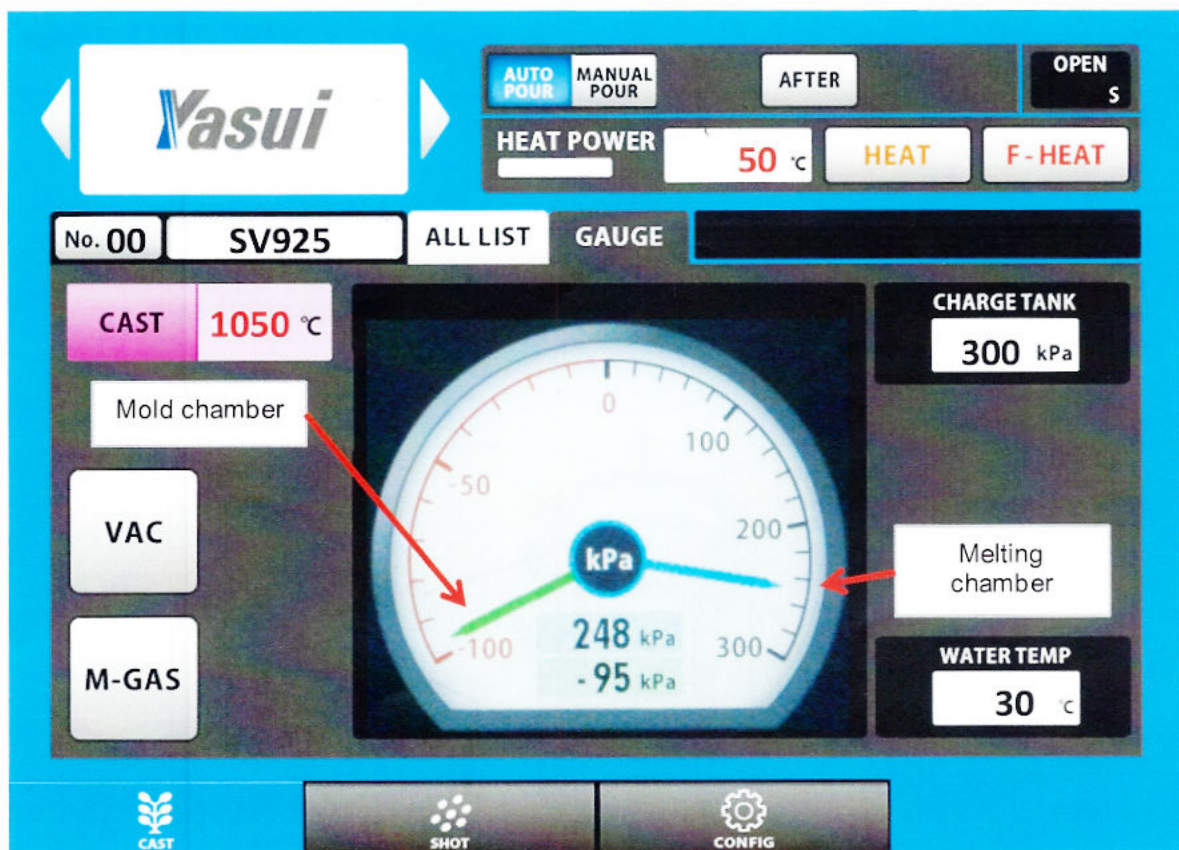 Yasui
AUTO POUR
MANUAL POUR
AFTER
OPEN
S
HEAT POWER
50 ℃
HEAT
F - HEAT
No. 00
SV925
ALL LIST
GAUGE
CAST
1050 ℃
CHARGE TANK
300 kPa
Mold chamber
0
100
-50
200
VAC
kPa
Melting
chamber
248 kPa
-100
300
- 95 kPa
M-GAS
WATER TEMP
30 ℃
CAST
SHOT
CONFIG